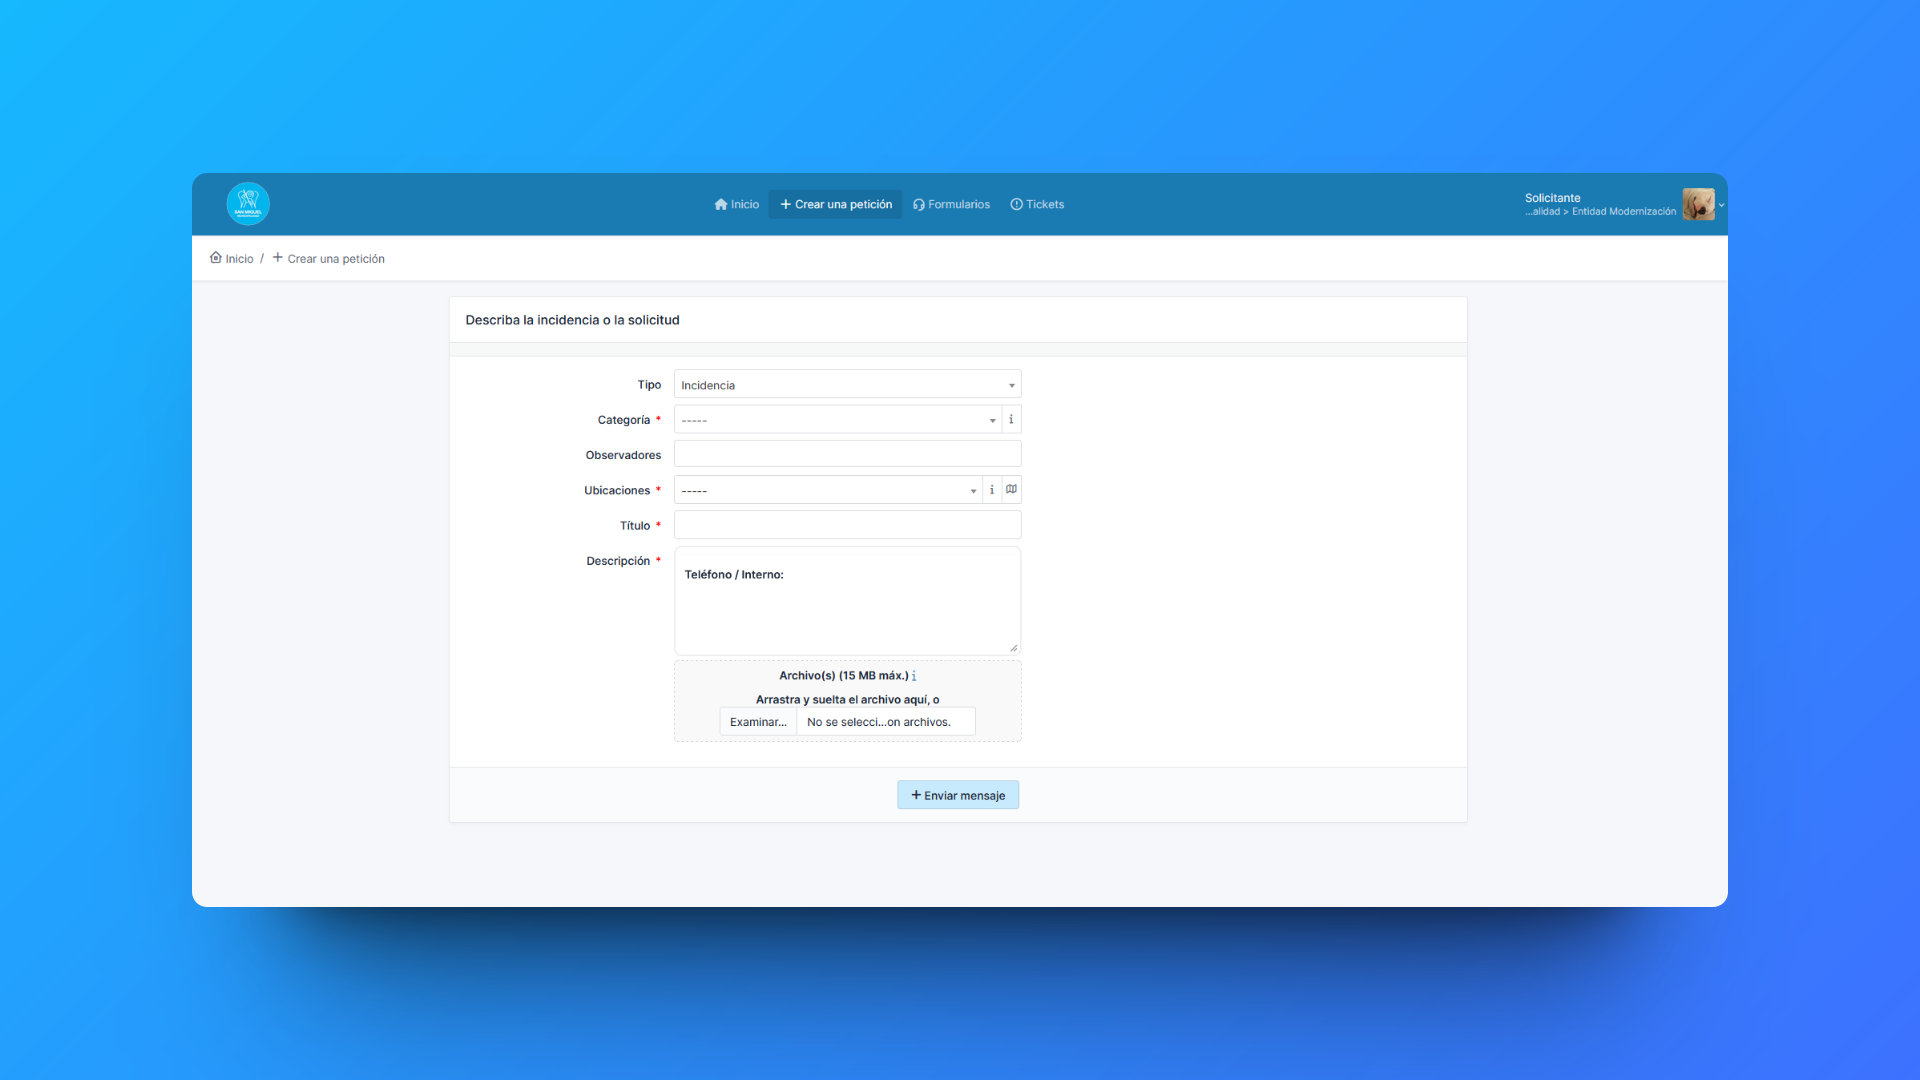 SAN MIGUEL
Inicio
Crear una petición
Formularios
Tickets
Solicitante
...alidad > Entidad Modernización
Inicio / + Crear una petición
Describa la incidencia o la solicitud
Tipo
Incidencia
Categoría *
-----
i
Observadores
Ubicaciones *
-----
i
Título *
Descripción *
Teléfono / Interno:
Archivo(s) (15 MB máx.) i
Arrastra y suelta el archivo aquí, o
Examinar... No se selecci...on archivos.
+ Enviar mensaje